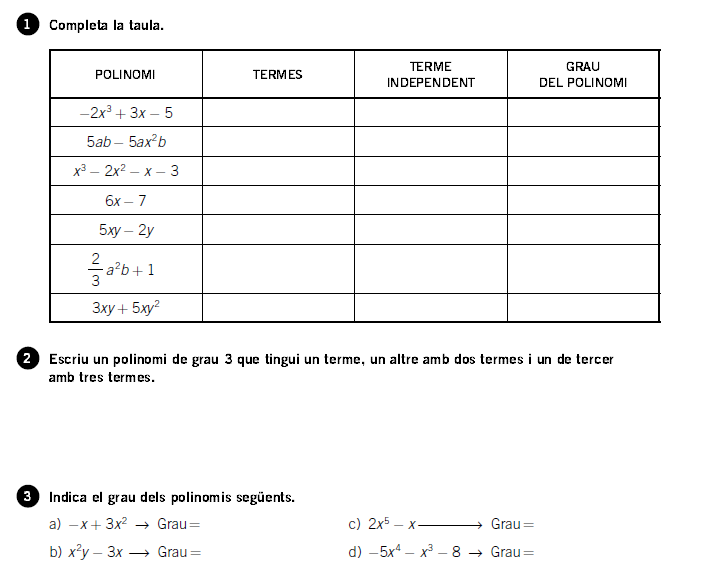 1 Completa la taula.
POLINOMI TERMES TERME INDEPENDENT GRAU DEL POLINOMI
−2x³ + 3x − 5
5ab − 5ax²b
x³ − 2x² − x − 3
6x − 7
5xy − 2y
2/3 a²b + 1
3xy + 5xy²
2 Escriu un polinomi de grau 3 que tingui un terme, un altre amb dos termes i un de tercer
amb tres termes.
3 Indica el grau dels polinomis següents.
a) −x + 3x² → Grau = c) 2x⁵ − x → Grau =
b) x²y − 3x → Grau = d) −5x⁴ − x³ − 8 → Grau =